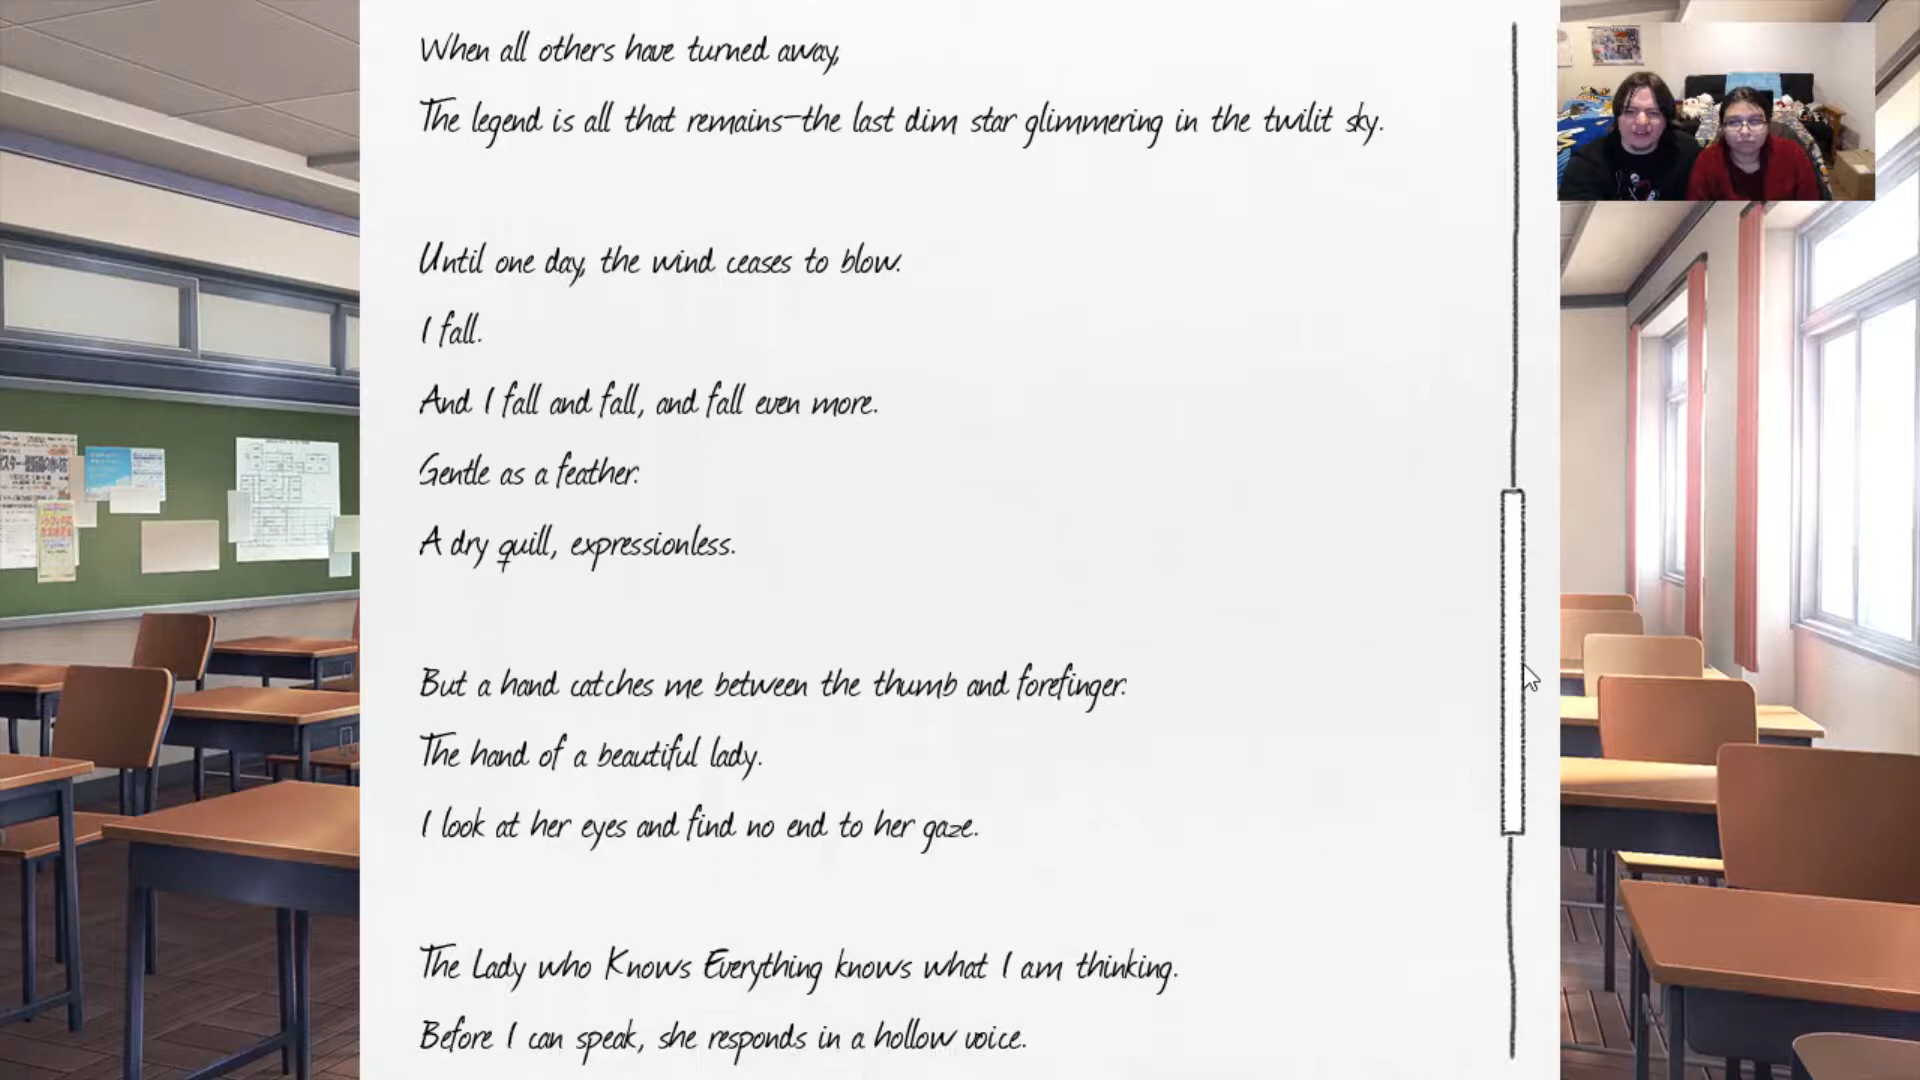 When all others have turned away,
The legend is all that remains—the last dim star glimmering in the twilit sky.
Until one day, the wind ceases to blow.
I fall.
And I fall and fall, and fall even more.
Gentle as a feather.
A dry quill, expressionless.
But a hand catches me between the thumb and forefinger.
The hand of a beautiful lady.
I look at her eyes and find no end to her gaze.
The Lady who Knows Everything knows what I am thinking.
Before I can speak, she responds in a hollow voice.